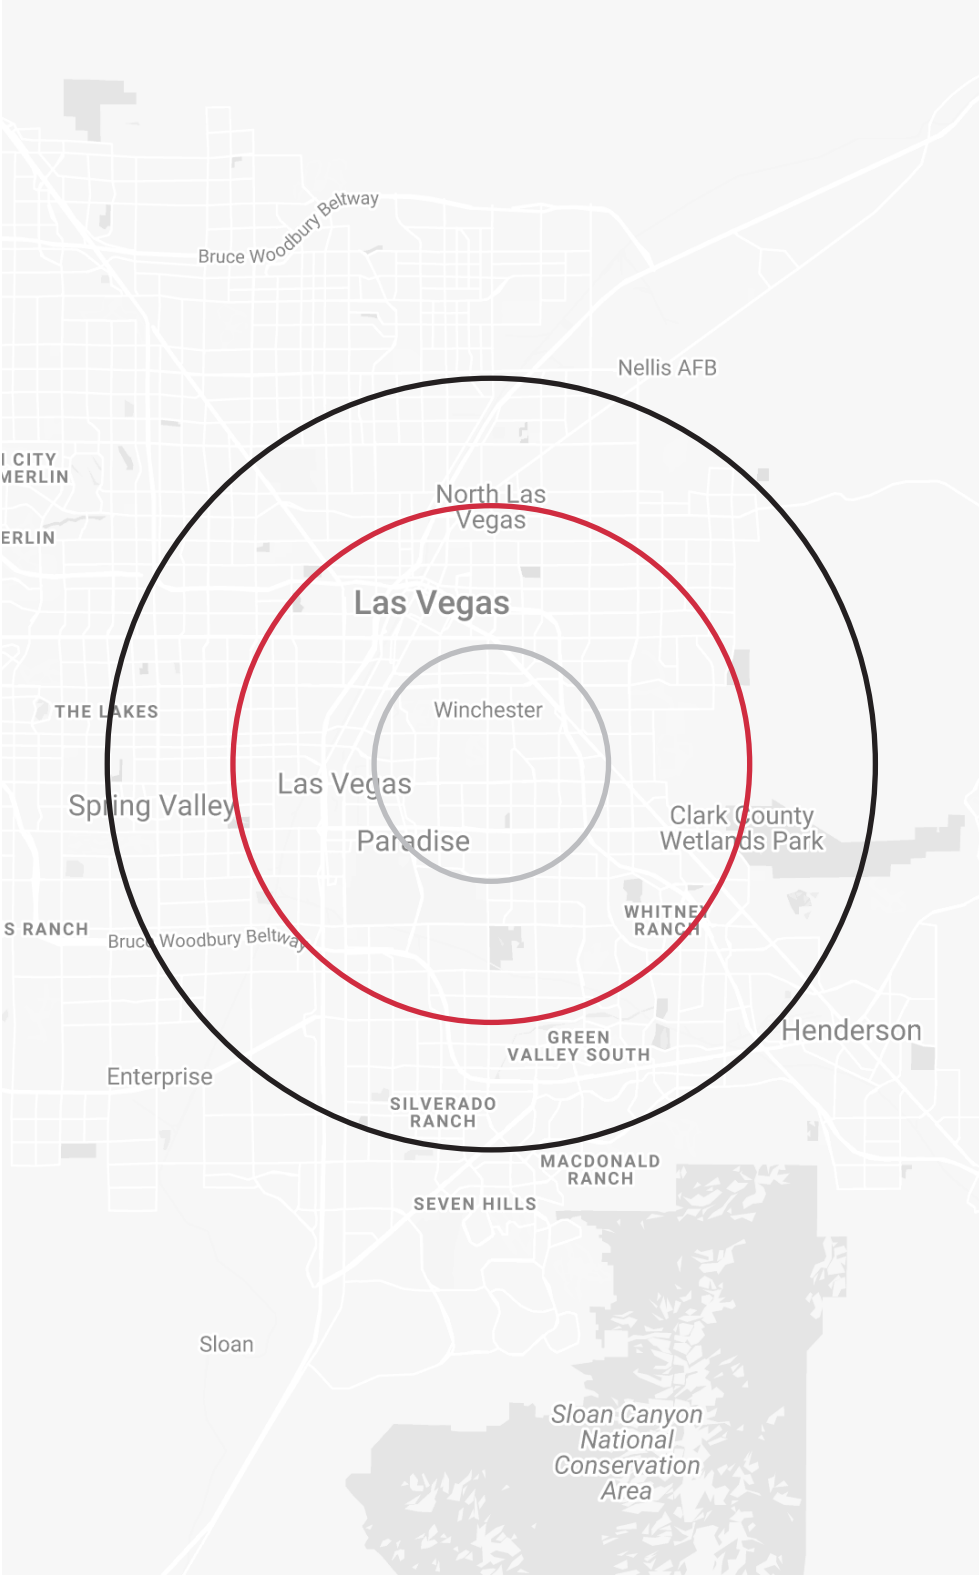 Bruce Woodbury Beltway
Nellis AFB
CITY
MERLIN
North Las
Vegas
ERLIN
Las Vegas
THE LAKES
Winchester
Las Vegas
Spring Valley
Clark County
Wetlands Park
Paradise
WHITNEY
RANCH
S RANCH
Bruce Woodbury Beltway
Henderson
GREEN
VALLEY SOUTH
Enterprise
SILVERADO
RANCH
MACDONALD
RANCH
SEVEN HILLS
Sloan
Sloan Canyon
National
Conservation
Area